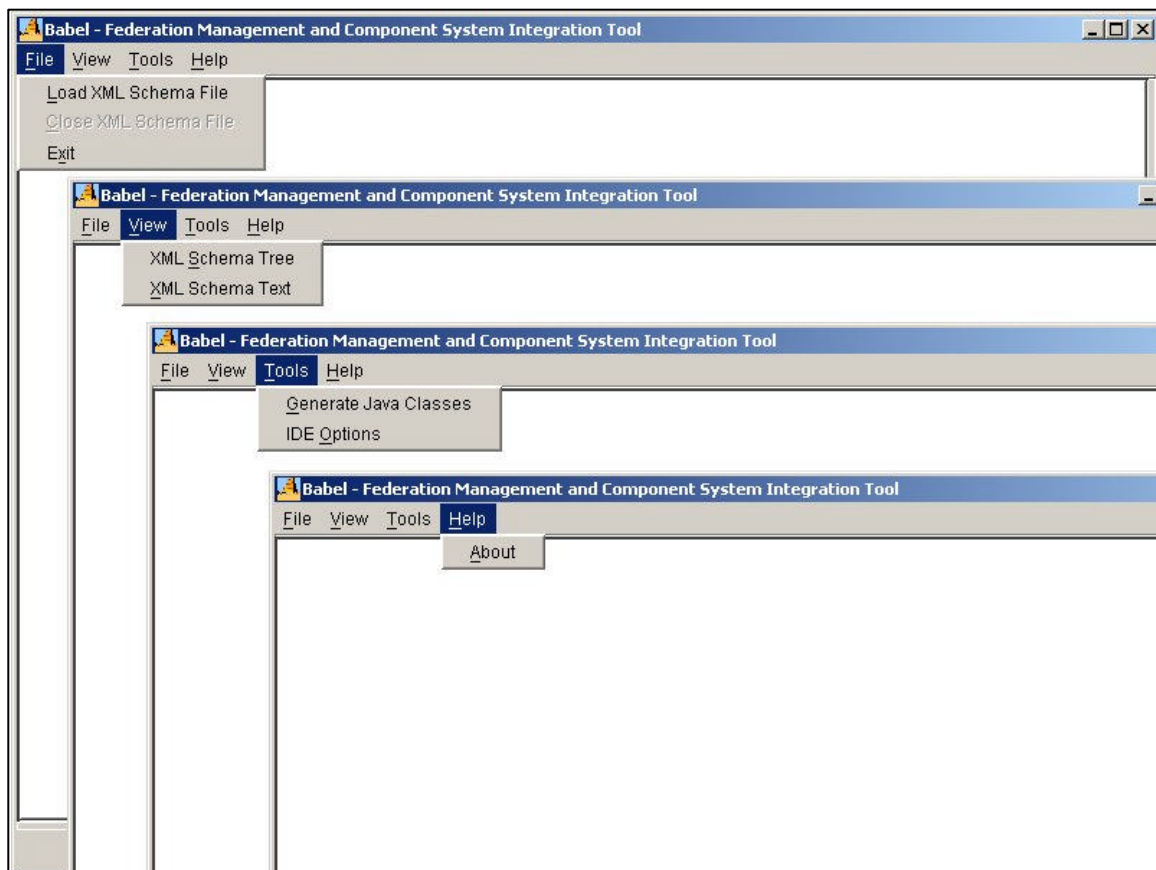 Babel - Federation Management and Component System Integration Tool
File View Tools Help
Load XML Schema File
Close XML Schema File
Exit
Babel - Federation Management and Component System Integration Tool
File View Tools Help
XML Schema Tree
XML Schema Text
Babel - Federation Management and Component System Integration Tool
File View Tools Help
Generate Java Classes
IDE Options
Babel - Federation Management and Component System Integration Tool
File View Tools Help
About